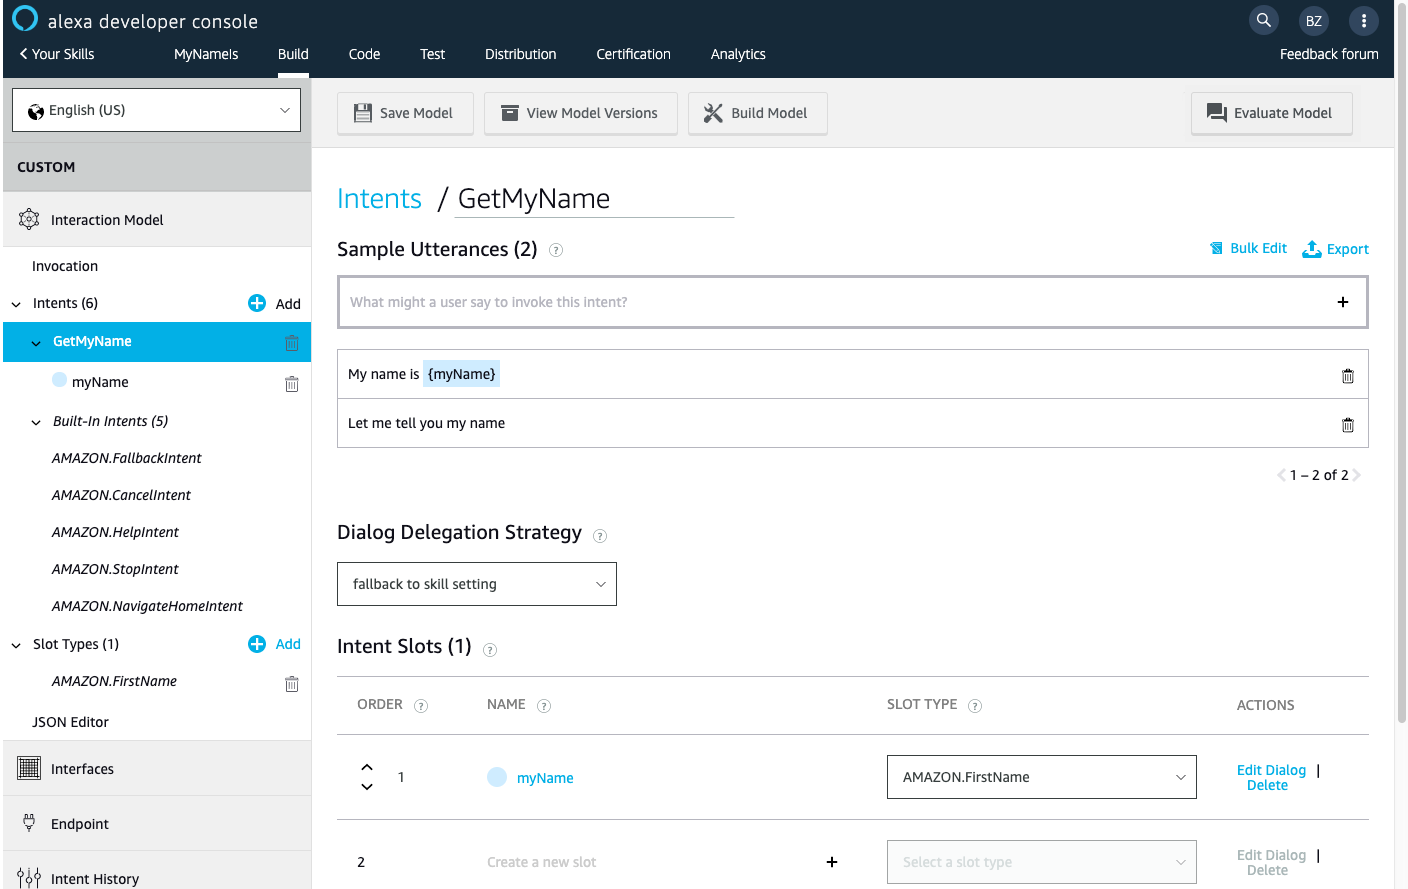 alexa developer console
BZ
Your Skills
MyNameIs
Build
Code
Test
Distribution
Certification
Analytics
Feedback forum
English (US)
Save Model
View Model Versions
Build Model
Evaluate Model
CUSTOM
Interaction Model
Invocation
Intents (6)
Add
GetMyName
myName
Built-In Intents (5)
AMAZON.FallbackIntent
AMAZON.CancelIntent
AMAZON.HelpIntent
AMAZON.StopIntent
AMAZON.NavigateHomeIntent
Slot Types (1)
Add
AMAZON.FirstName
JSON Editor
Interfaces
Endpoint
Intent History
Intents / GetMyName
Sample Utterances (2) ?
Bulk Edit
Export
What might a user say to invoke this intent?
My name is {myName}
Let me tell you my name
1 – 2 of 2
Dialog Delegation Strategy ?
fallback to skill setting
Intent Slots (1) ?
ORDER ?
NAME ?
SLOT TYPE ?
ACTIONS
1
myName
AMAZON.FirstName
Edit Dialog |
Delete
2
Create a new slot
Select a slot type
Edit Dialog |
Delete